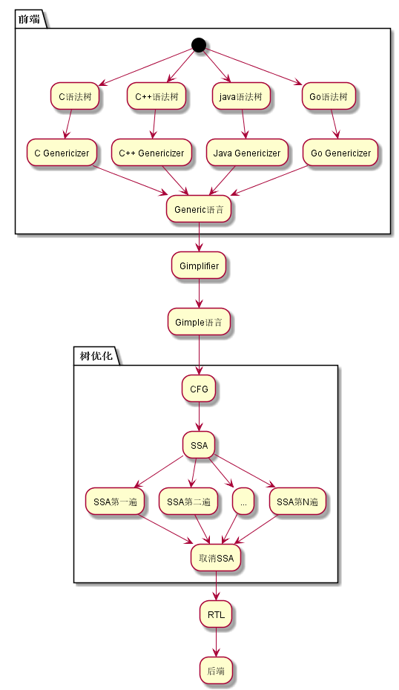 前端
C语法树
C++语法树
java语法树
Go语法树
C Genericizer
C++ Genericizer
Java Genericizer
Go Genericizer
Generic语言
Gimplifier
Gimple语言
树优化
CFG
SSA
SSA第一遍
SSA第二遍
...
SSA第N遍
取消SSA
RTL
后端